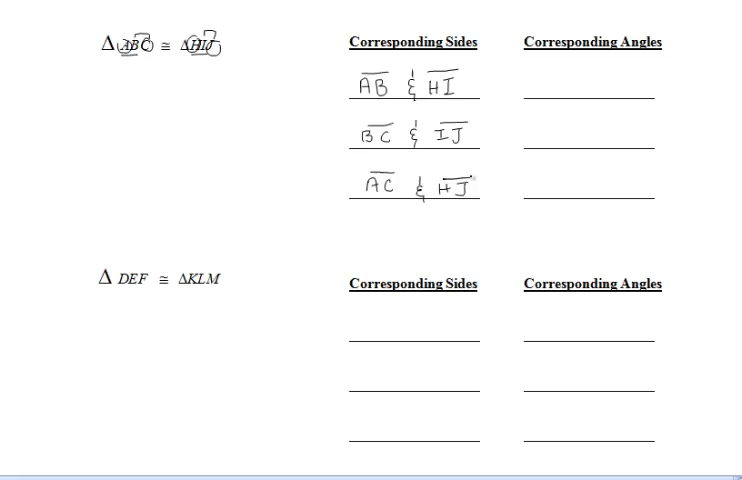 Δ ABC ≅ ΔHIJ
Corresponding Sides Corresponding Angles
AB & HI
BC & IJ
AC & HJ
Δ DEF ≅ ΔKLM
Corresponding Sides Corresponding Angles